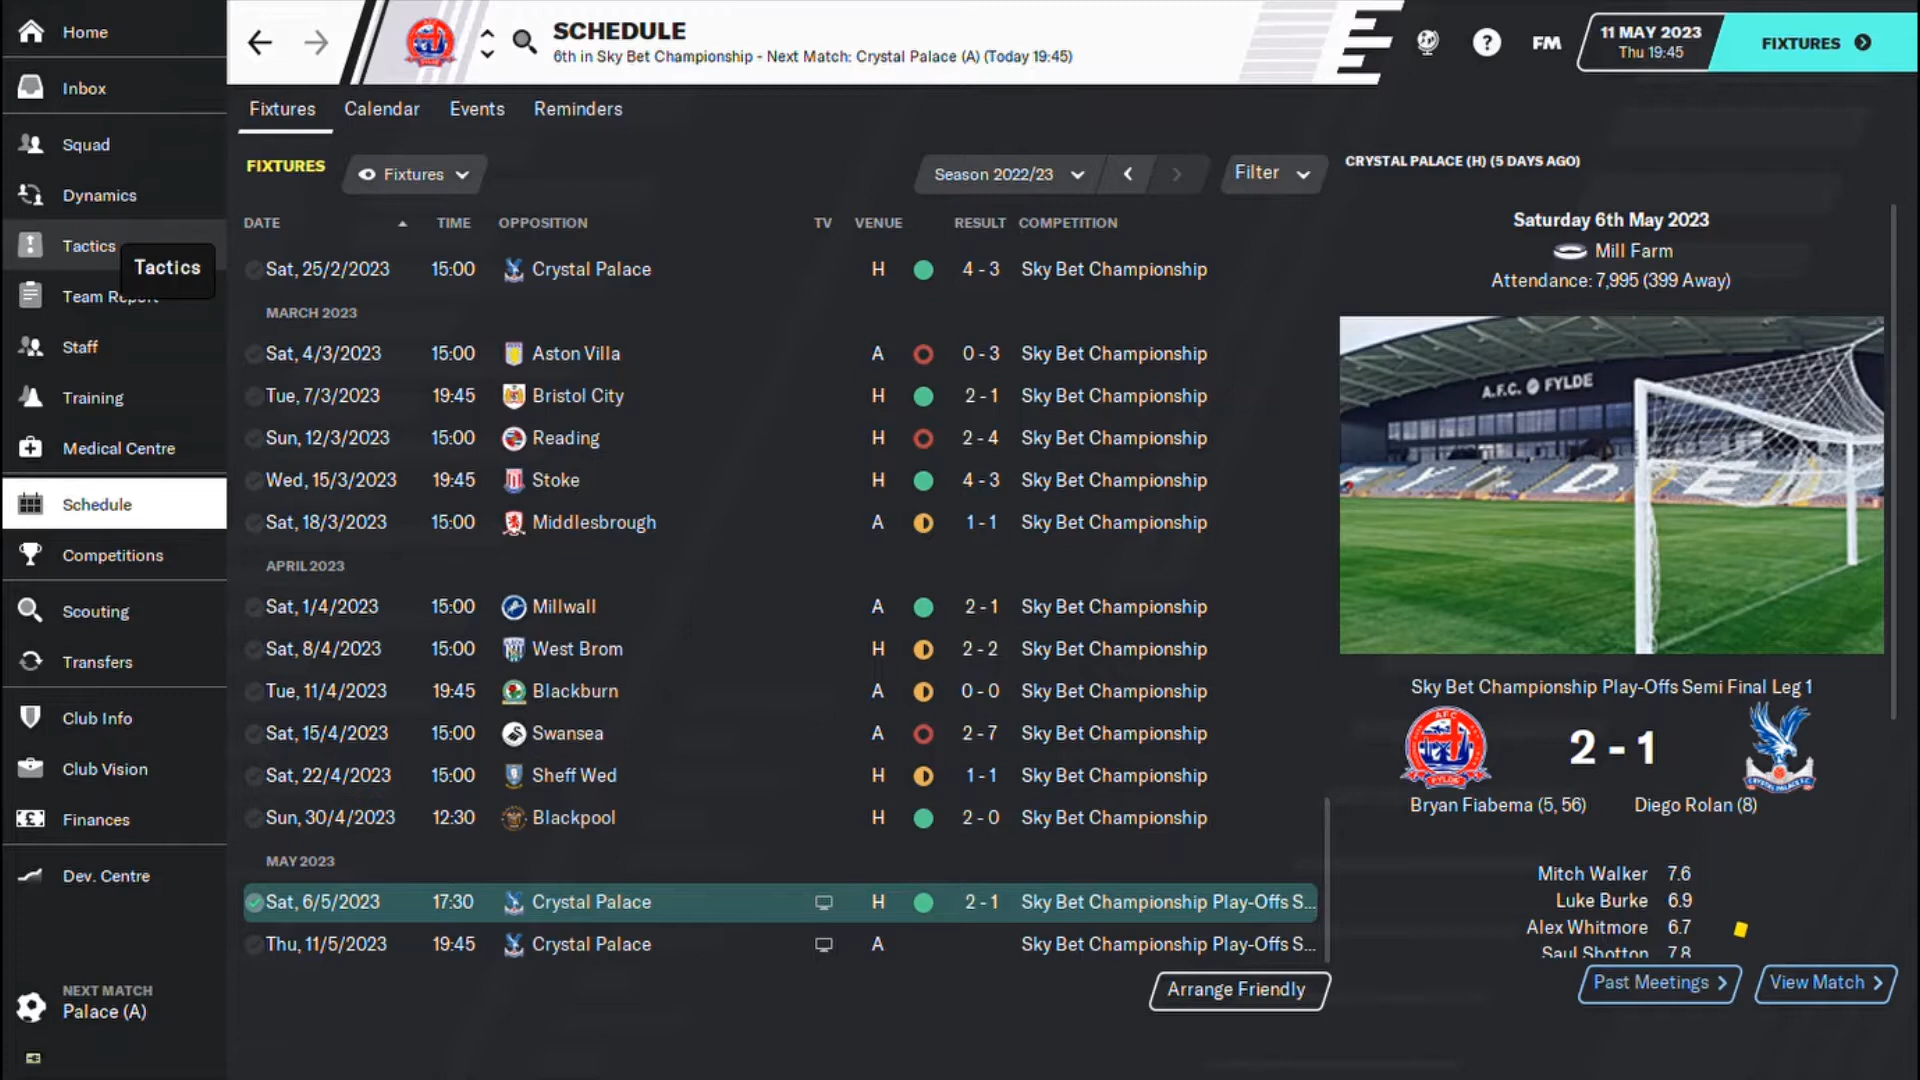 Home
Inbox
Squad
Dynamics
Tactics
Tactics
Team Report
Staff
Training
Medical Centre
Schedule
Competitions
Scouting
Transfers
Club Info
Club Vision
Finances
Dev. Centre
NEXT MATCH
Palace (A)
SCHEDULE
6th in Sky Bet Championship - Next Match: Crystal Palace (A) (Today 19:45)
? FM
11 MAY 2023
Thu 19:45
FIXTURES
Fixtures Calendar Events Reminders
FIXTURES Fixtures Season 2022/23 Filter
DATE TIME OPPOSITION TV VENUE RESULT COMPETITION
Sat, 25/2/2023 15:00 Crystal Palace H 4 - 3 Sky Bet Championship
MARCH 2023
Sat, 4/3/2023 15:00 Aston Villa A 0 - 3 Sky Bet Championship
Tue, 7/3/2023 19:45 Bristol City H 2 - 1 Sky Bet Championship
Sun, 12/3/2023 15:00 Reading H 2 - 4 Sky Bet Championship
Wed, 15/3/2023 19:45 Stoke H 4 - 3 Sky Bet Championship
Sat, 18/3/2023 15:00 Middlesbrough A 1 - 1 Sky Bet Championship
APRIL 2023
Sat, 1/4/2023 15:00 Millwall A 2 - 1 Sky Bet Championship
Sat, 8/4/2023 15:00 West Brom H 2 - 2 Sky Bet Championship
Tue, 11/4/2023 19:45 Blackburn A 0 - 0 Sky Bet Championship
Sat, 15/4/2023 15:00 Swansea A 2 - 7 Sky Bet Championship
Sat, 22/4/2023 15:00 Sheff Wed H 1 - 1 Sky Bet Championship
Sun, 30/4/2023 12:30 Blackpool H 2 - 0 Sky Bet Championship
MAY 2023
Sat, 6/5/2023 17:30 Crystal Palace H 2 - 1 Sky Bet Championship Play-Offs S...
Thu, 11/5/2023 19:45 Crystal Palace A Sky Bet Championship Play-Offs S...
Arrange Friendly
CRYSTAL PALACE (H) (5 DAYS AGO)
Saturday 6th May 2023
Mill Farm
Attendance: 7,995 (399 Away)
A.F.C. FYLDE
FYLDE
Sky Bet Championship Play-Offs Semi Final Leg 1
AFC
FYLDE
2 - 1
CRYSTAL PALACE F.C.
Bryan Fiabema (5, 56) Diego Rolan (8)
Mitch Walker 7.6
Luke Burke 6.9
Alex Whitmore 6.7
Saul Shotton 7.8
Past Meetings
View Match